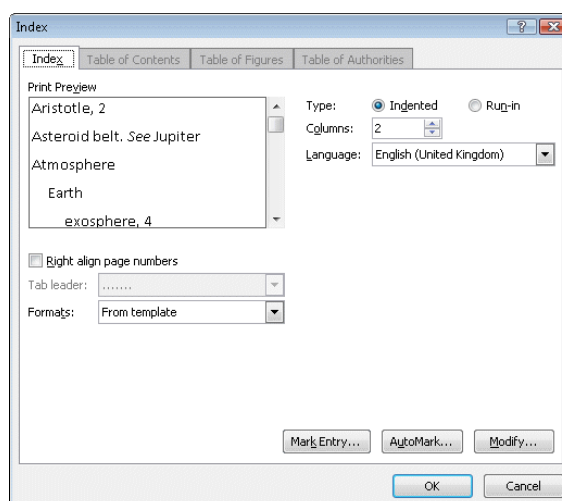 Index
Index Table of Contents Table of Figures Table of Authorities
Print Preview
Aristotle, 2
Asteroid belt. See Jupiter
Atmosphere
Earth
exosphere, 4
Type: Indented Run-in
Columns: 2
Language: English (United Kingdom)
Right align page numbers
Tab leader: .......
Formats: From template
Mark Entry... AutoMark... Modify...
OK Cancel